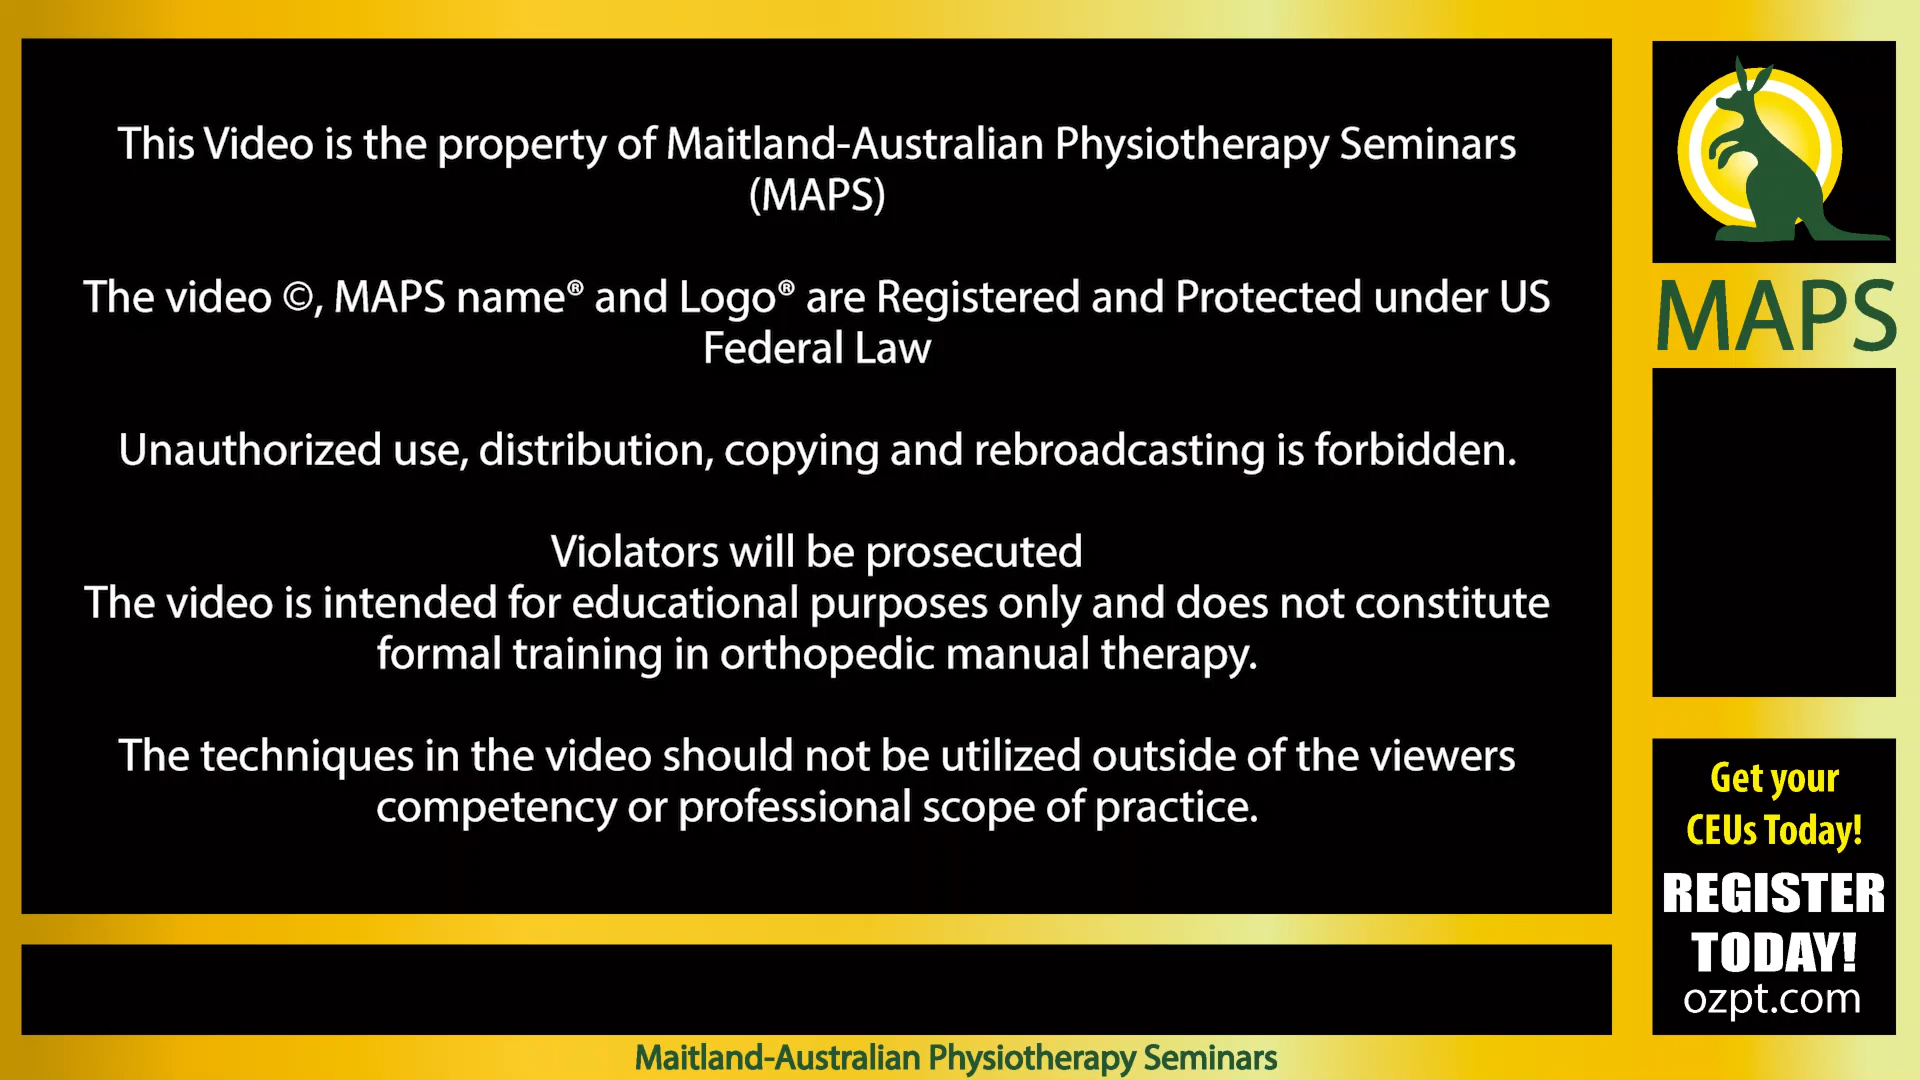 This Video is the property of Maitland-Australian Physiotherapy Seminars
(MAPS)
The video ©, MAPS name® and Logo® are Registered and Protected under US
Federal Law
Unauthorized use, distribution, copying and rebroadcasting is forbidden.
Violators will be prosecuted
The video is intended for educational purposes only and does not constitute
formal training in orthopedic manual therapy.
The techniques in the video should not be utilized outside of the viewers
competency or professional scope of practice.
MAPS
Get your
CEUs Today!
REGISTER
TODAY!
ozpt.com
Maitland-Australian Physiotherapy Seminars